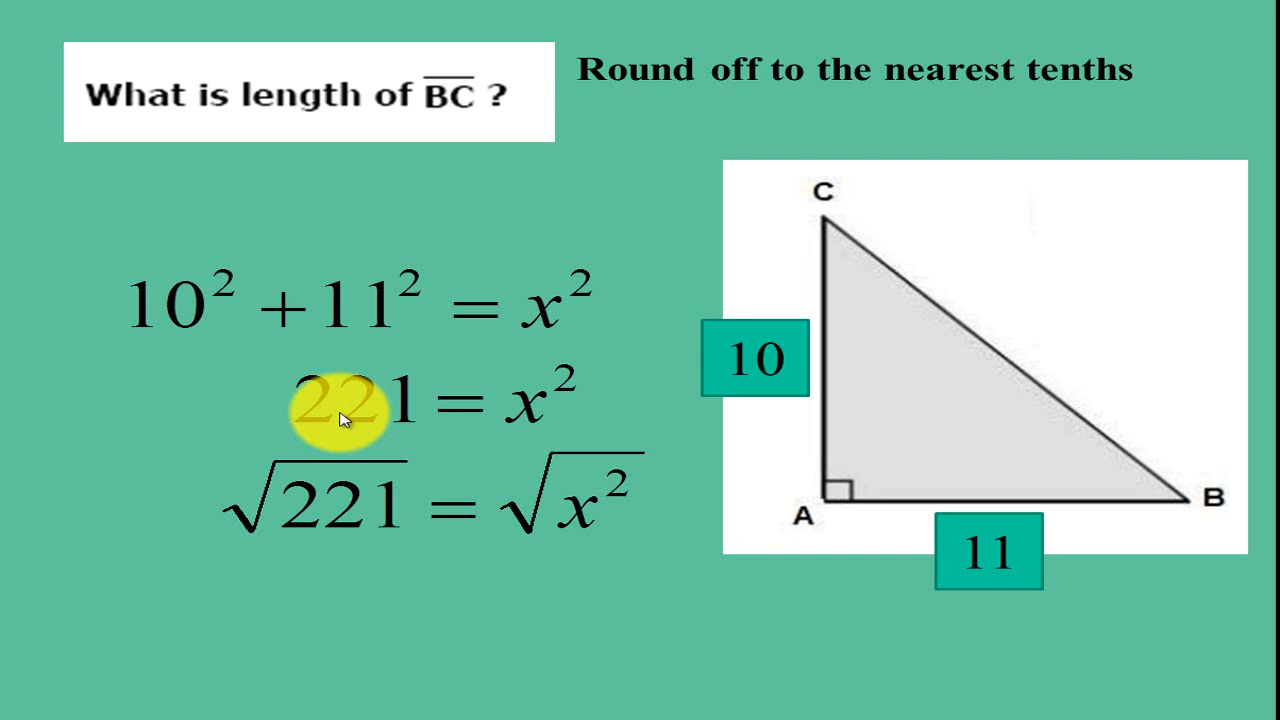 What is length of B̅C̅ ?
Round off to the nearest tenths
10² + 11² = x²
221 = x²
√221 = √x²
C
10
A
B
11